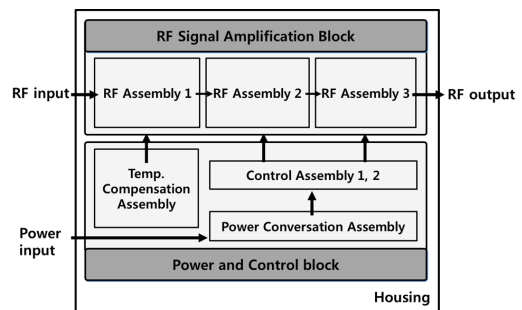 RF Signal Amplification Block
RF input
RF Assembly 1
RF Assembly 2
RF Assembly 3
RF output
Temp.
Compensation
Assembly
Control Assembly 1, 2
Power
input
Power Conversation Assembly
Power and Control block
Housing